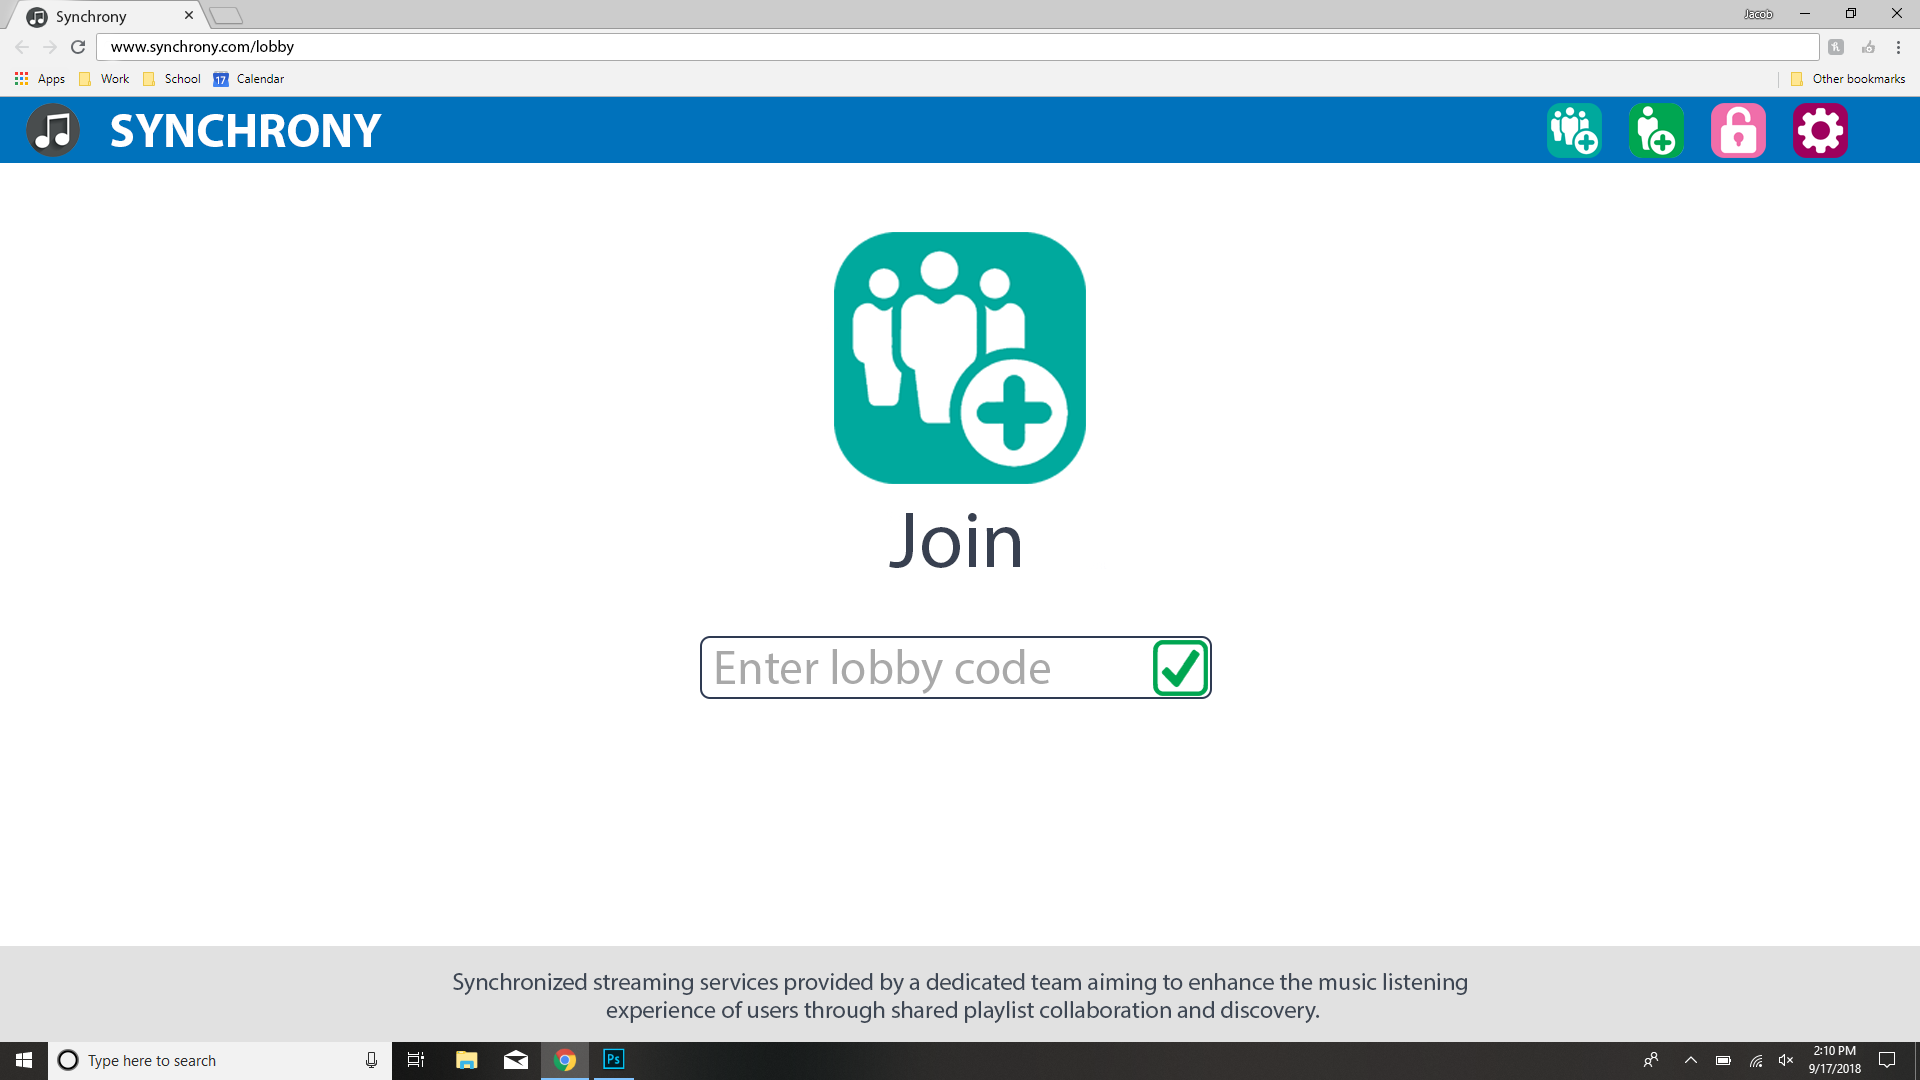 Synchrony
Jacob
www.synchrony.com/lobby
Apps
Work
School
17
Calendar
Other bookmarks
SYNCHRONY
Join
Enter lobby code
Synchronized streaming services provided by a dedicated team aiming to enhance the music listening
experience of users through shared playlist collaboration and discovery.
Type here to search
Ps
2:10 PM
9/17/2018